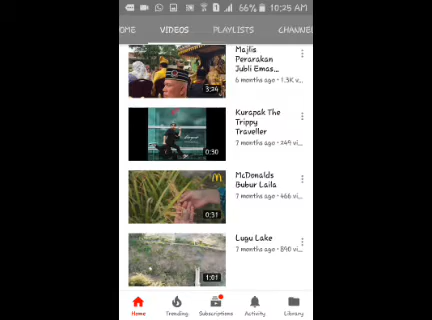 66% 10:25 AM
OME VIDEOS PLAYLISTS CHANNE
Majlis
Perarakan
Jubli Emas...
6 months ago · 1.3K v...
3:24
Kurapak The
Trippy
Traveller
7 months ago · 249 vi...
0:30
McDonalds
Bubur Laila
7 months ago · 466 vi...
0:31
Lugu Lake
7 months ago · 890 vi...
1:01
Home Trending Subscriptions Activity Library